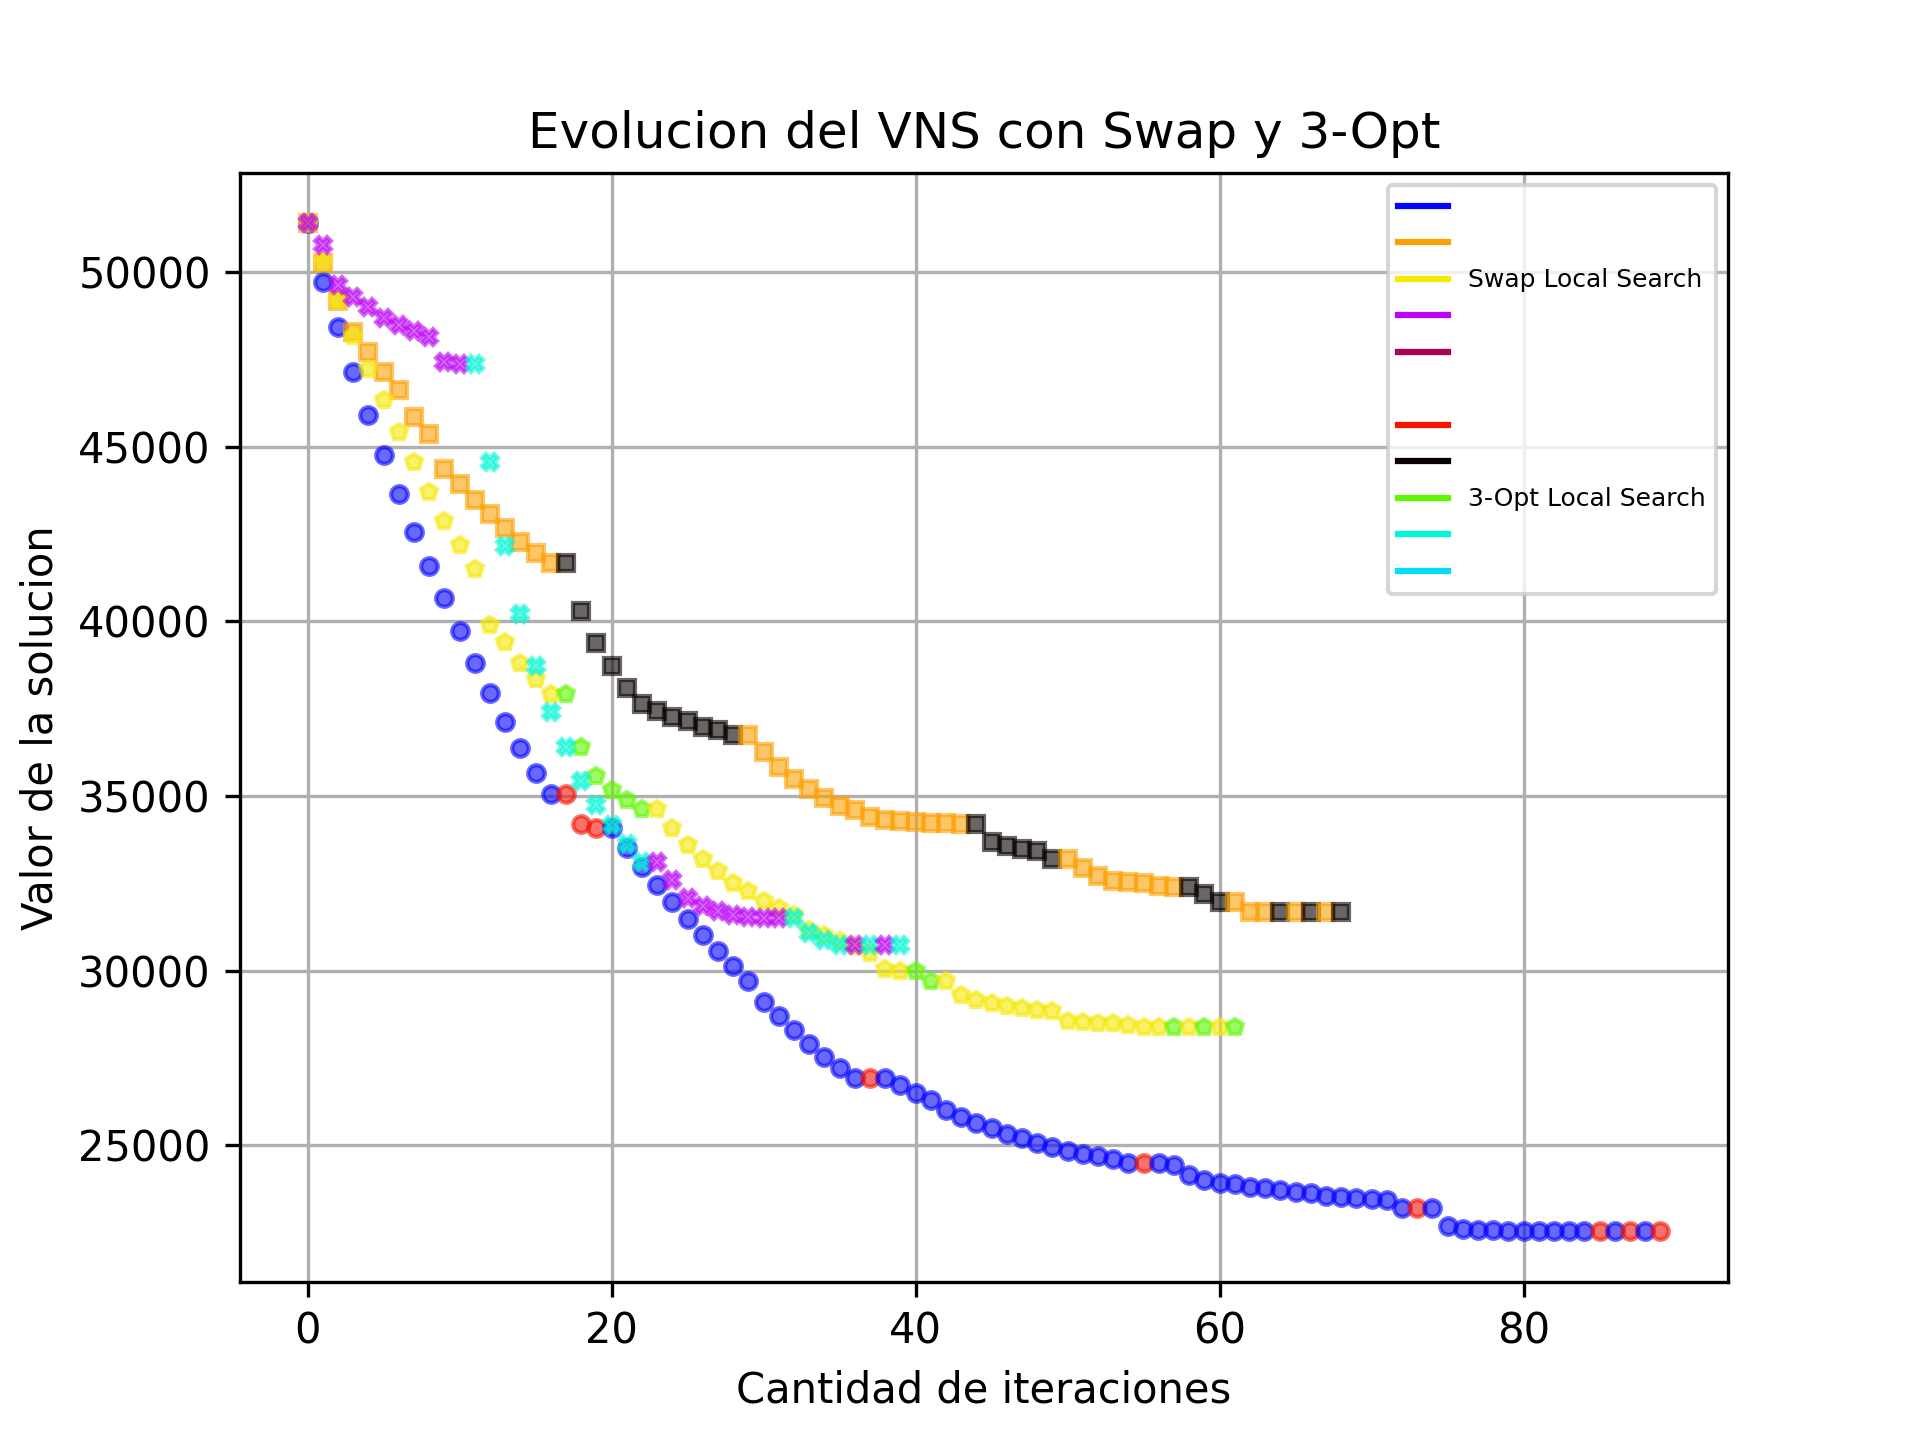 Evolucion del VNS con Swap y 3-Opt
Swap Local Search
3-Opt Local Search
Valor de la solucion
50000
45000
40000
35000
30000
25000
0 20 40 60 80
Cantidad de iteraciones